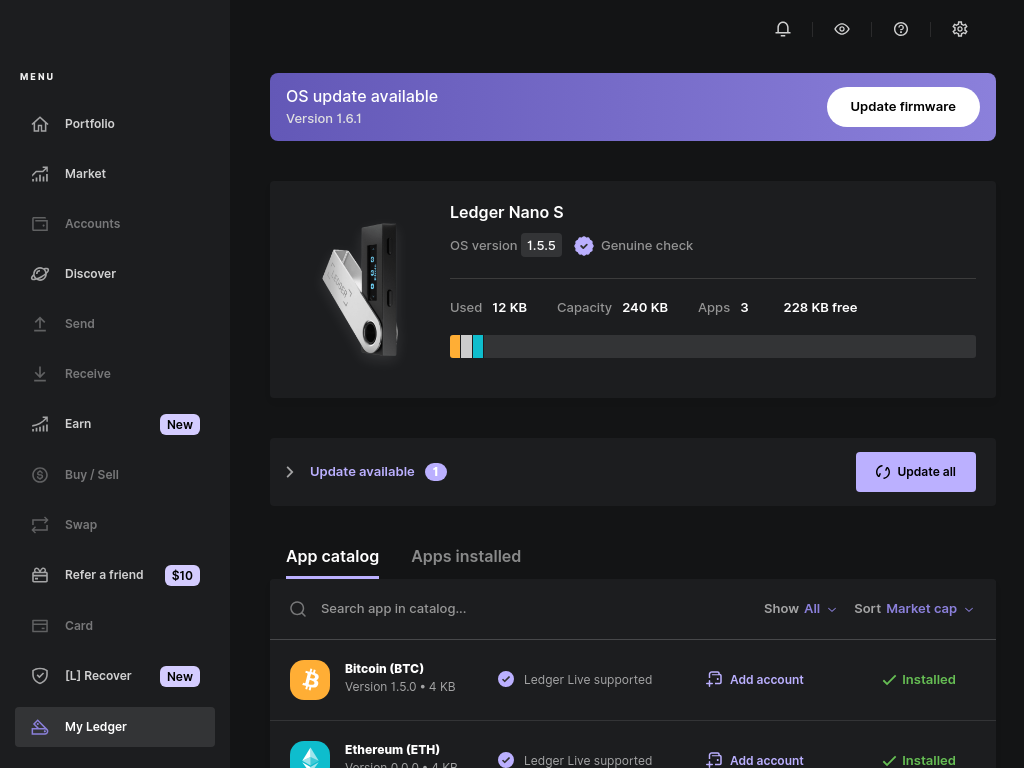 MENU
Portfolio
Market
Accounts
Discover
Send
Receive
Earn New
Buy / Sell
Swap
Refer a friend $10
Card
[L] Recover New
My Ledger
OS update available
Version 1.6.1
Update firmware
Ledger Nano S
OS version 1.5.5 Genuine check
Used 12 KB Capacity 240 KB Apps 3 228 KB free
Update available 1 Update all
App catalog Apps installed
Search app in catalog... Show All Sort Market cap
Bitcoin (BTC)
Version 1.5.0 • 4 KB
Ledger Live supported Add account Installed
Ethereum (ETH)
Version 0.0.0 • 4 KB
Ledger Live supported Add account Installed